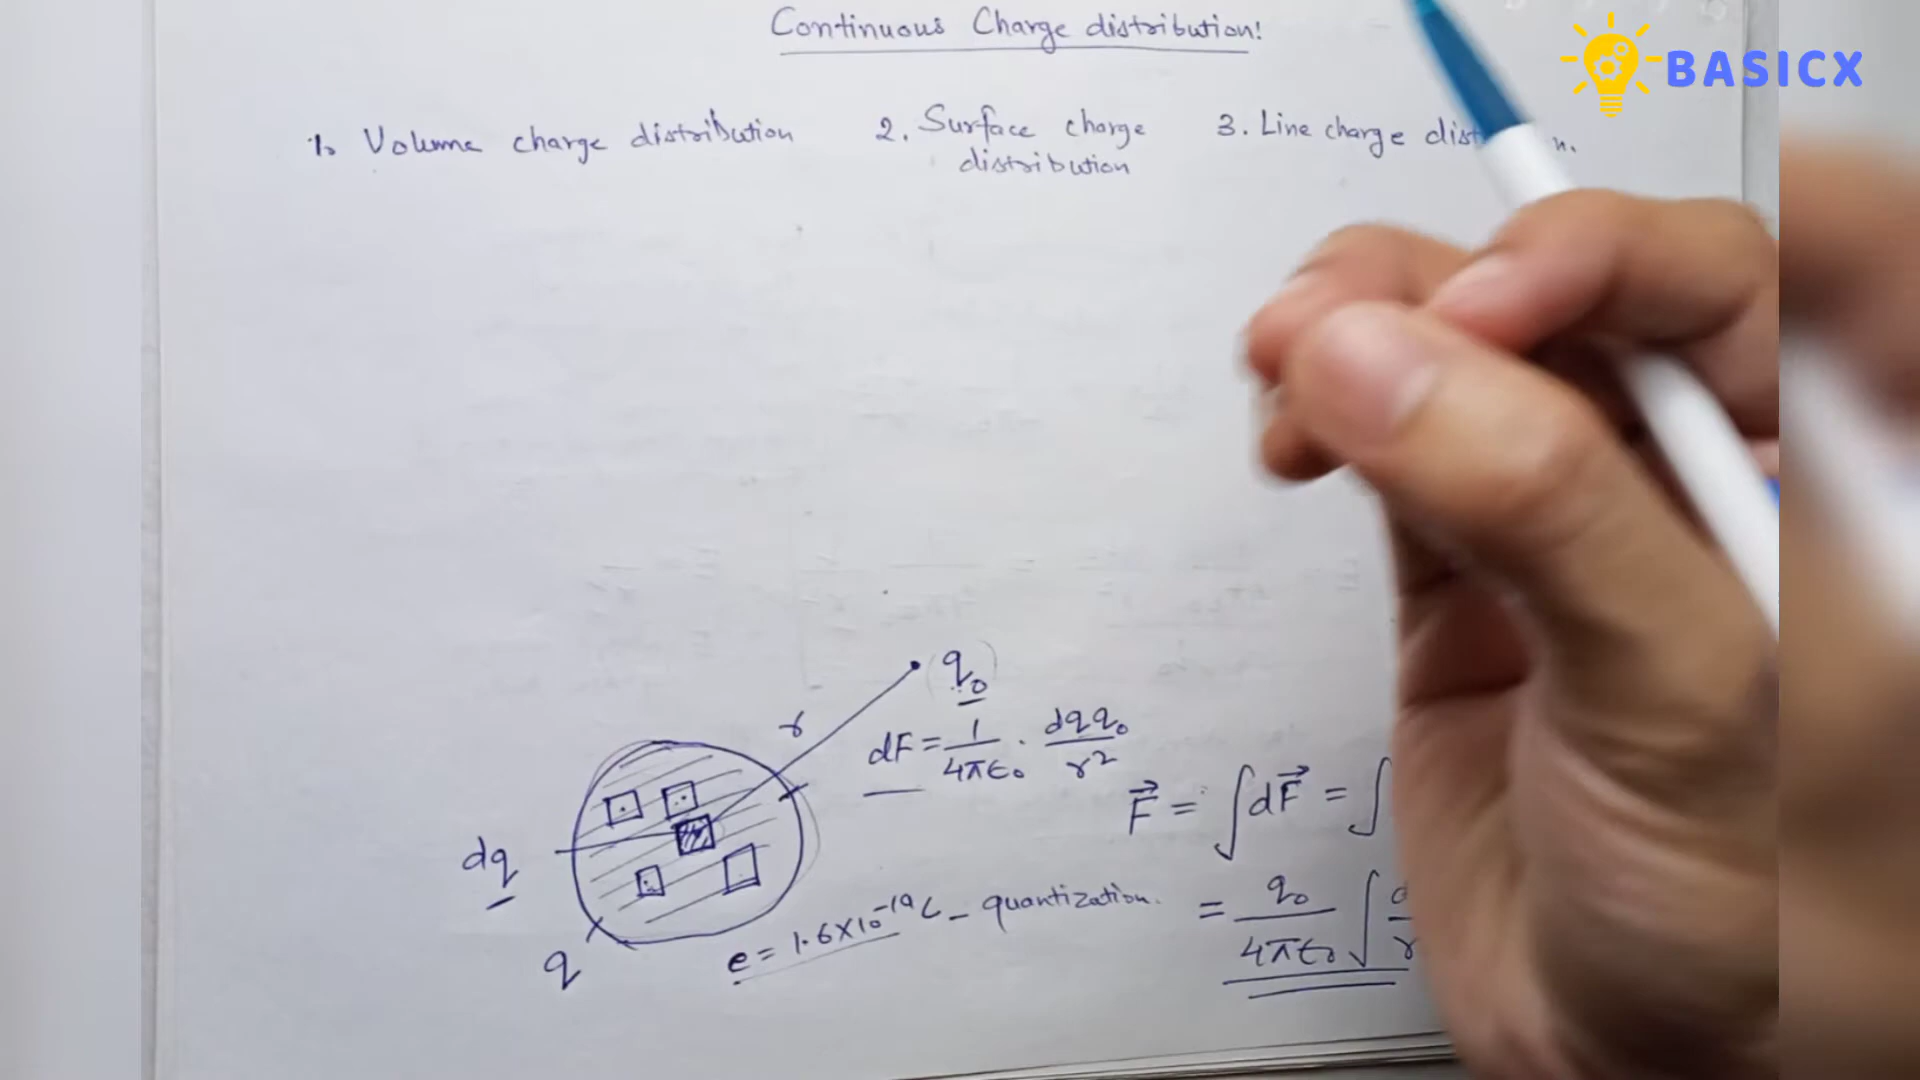 Continuous Charge distribution!
BASICX
1. Volume charge distribution
2. Surface charge
distribution
3. Line charge dist n.
q₀
r
dF = 1/4πϵ₀ · dq q₀/r²
F⃗ = ∫dF⃗ = ∫
dq
e = 1.6×10⁻¹⁹C - quantization.
= q₀/4πϵ₀ ∫
q